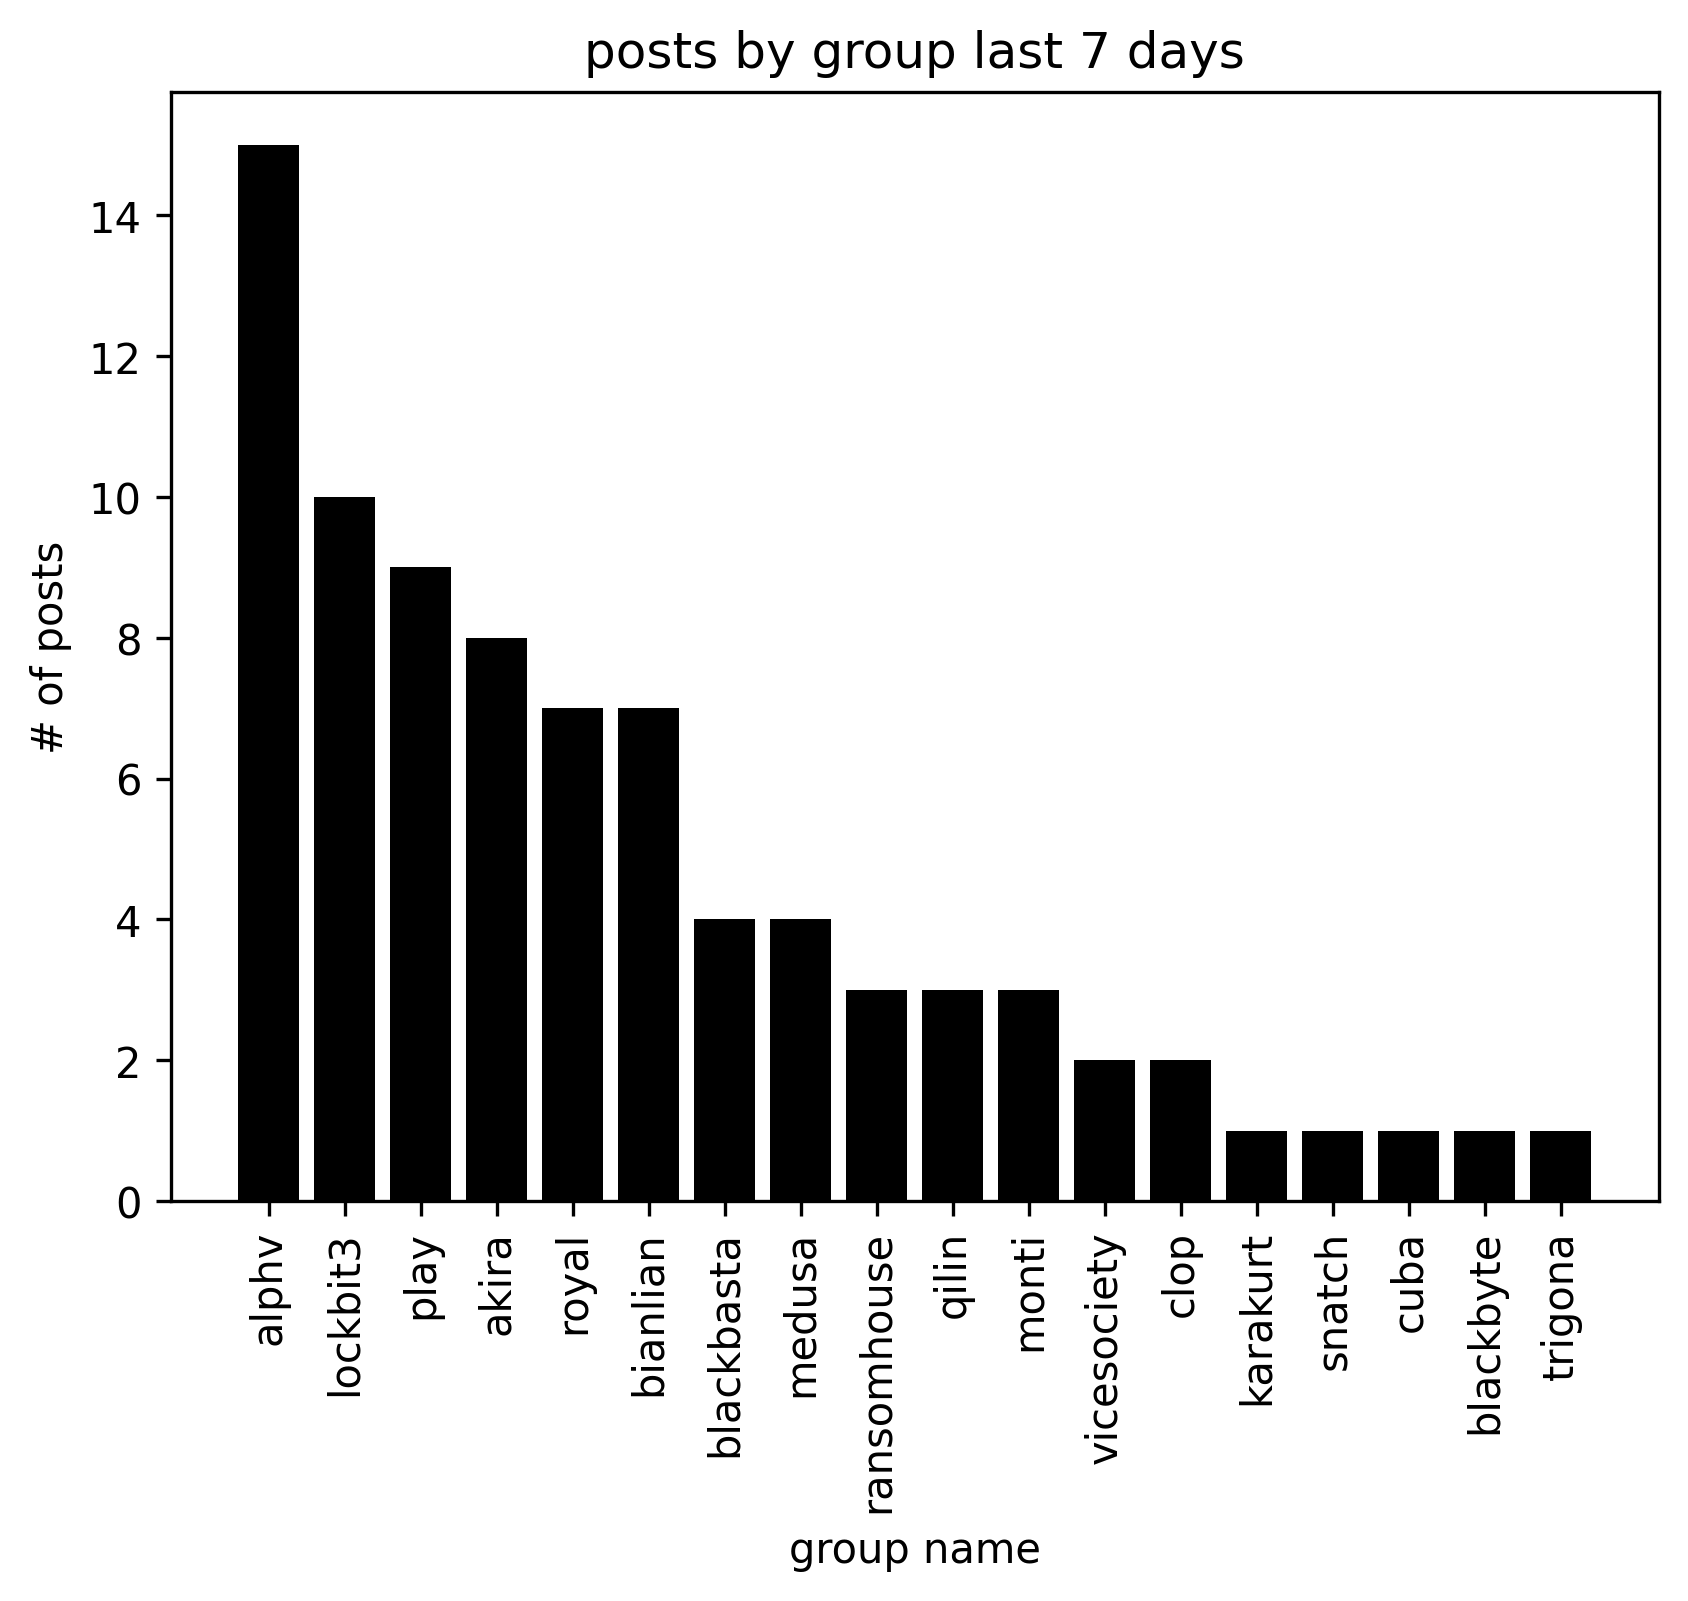 posts by group last 7 days
# of posts
14
12
10
8
6
4
2
0
alphv
lockbit3
play
akira
royal
bianlian
blackbasta
medusa
ransomhouse
qilin
monti
vicesociety
clop
karakurt
snatch
cuba
blackbyte
trigona
group name